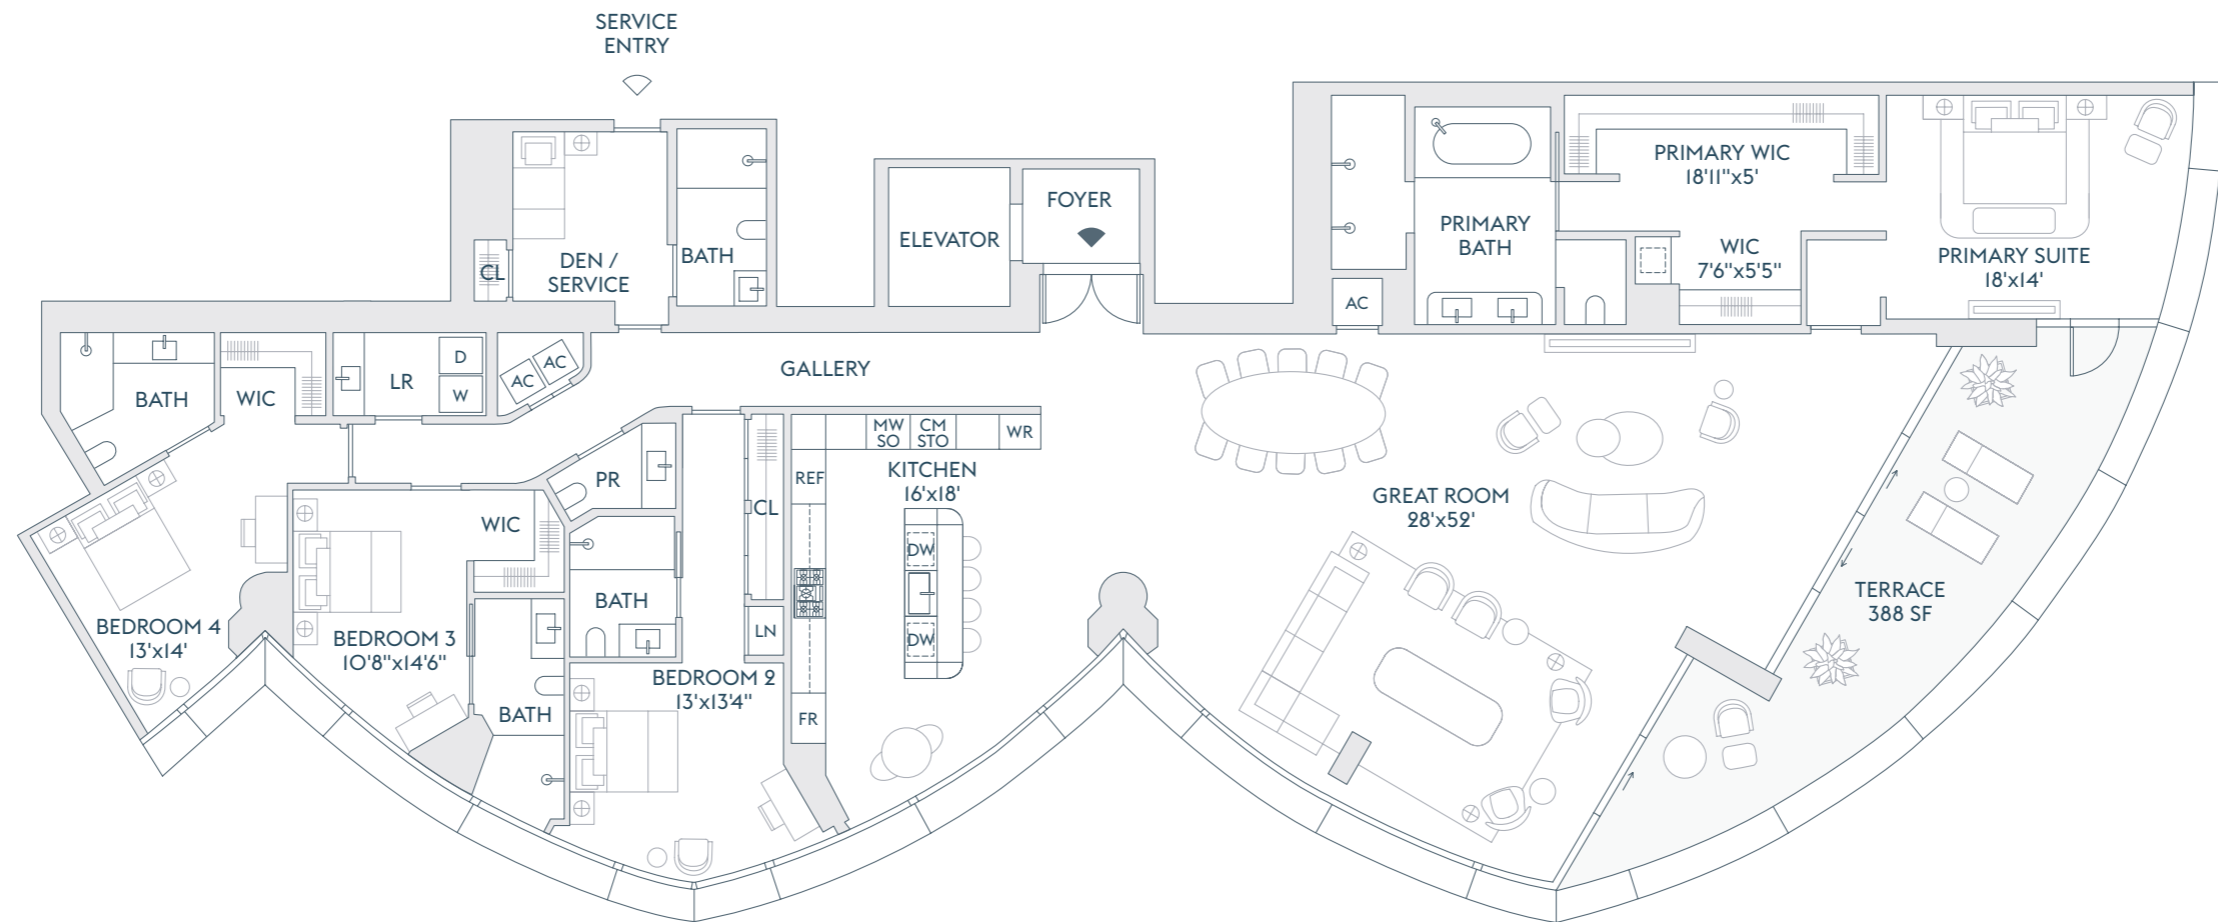 SERVICE
ENTRY
PRIMARY WIC
18'11"x5'
FOYER
ELEVATOR
PRIMARY
BATH
WIC
7'6"x5'5"
PRIMARY SUITE
18'x14'
BATH
DEN /
SERVICE
CL
AC
D
W
LR
AC
AC
GALLERY
BATH
WIC
MW
SO
CM
STO
WR
KITCHEN
16'x18'
REF
PR
CL
GREAT ROOM
28'x52'
WIC
DW
DW
BATH
LN
TERRACE
388 SF
BEDROOM 4
13'x14'
BEDROOM 3
10'8"x14'6"
BEDROOM 2
13'x13'4"
BATH
FR